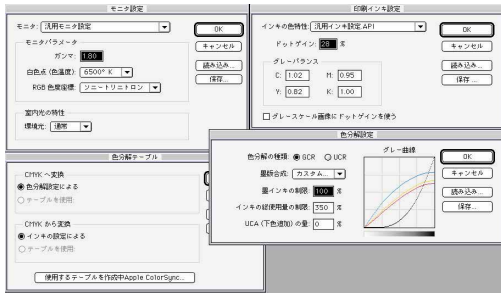 モニタ設定
モニタ: 汎用モニタ設定
モニタパラメータ
ガンマ: 1.80
白色点 (色温度): 6500° K
RGB 色度座標: ソニートリニトロン
室内光の特性
環境光: 通常
OK
キャンセル
読み込み...
保存...
印刷インキ設定
インキの色特性: 汎用インキ設定.API
ドットゲイン: 28 %
グレーバランス
C: 1.02 M: 0.95
Y: 0.82 K: 1.00
グレースケール画像にドットゲインを使う
OK
キャンセル
読み込み...
保存...
色分解テーブル
CMYK へ変換
色分解設定による
テーブルを使用
CMYK から変換
インキの設定による
テーブルを使用
使用するテーブルを作成中Apple ColorSync...
色分解設定
色分解の種類: GCR UCR
墨版合成: カスタム...
墨インキの制限: 100 %
インキの総使用量の制限: 350 %
UCA (下色追加) の量: 0 %
グレー曲線
OK
キャンセル
読み込み...
保存...